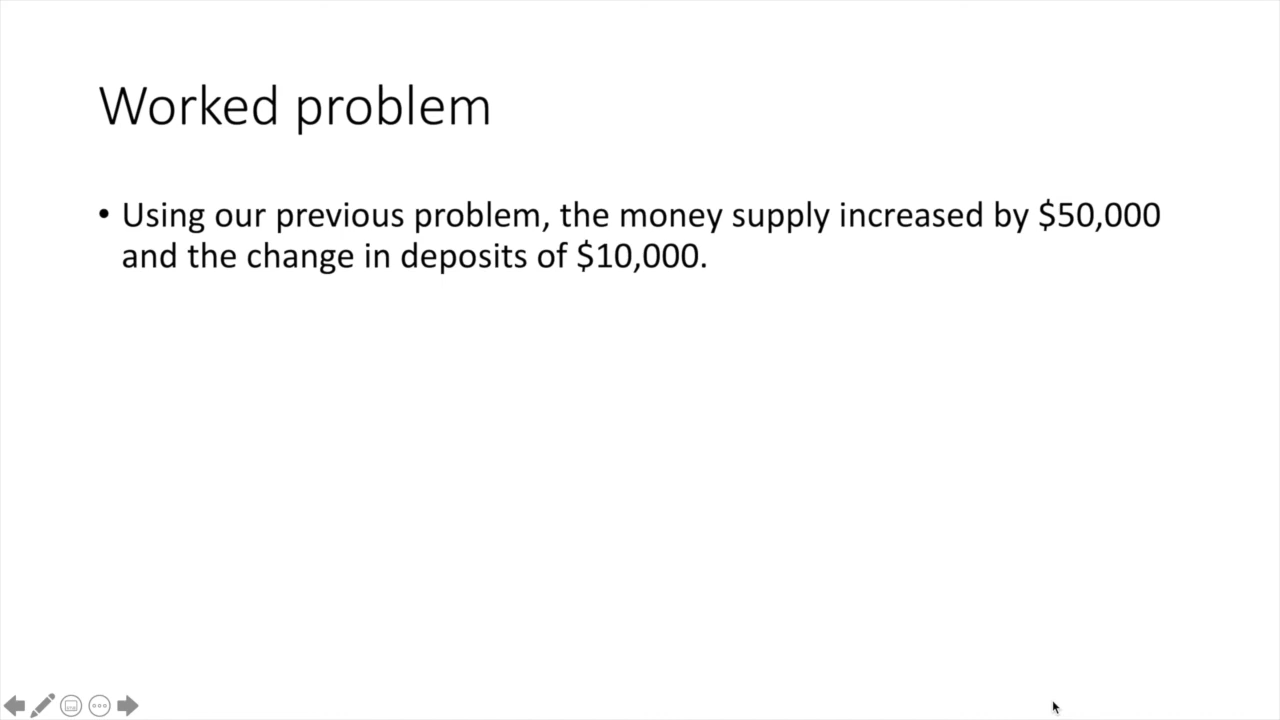 Worked problem
• Using our previous problem, the money supply increased by $50,000
and the change in deposits of $10,000.